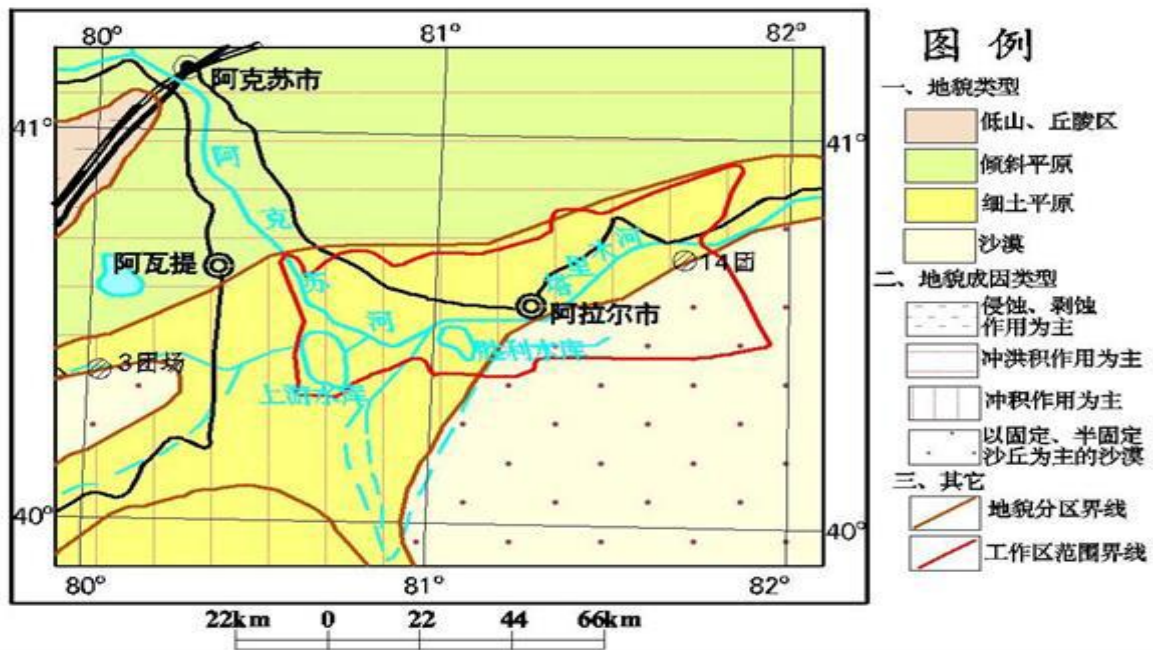 80°
81°
82°
阿克苏市
41°
41°
阿
克
苏
河
阿瓦提
塔里木河
14团
阿拉尔市
3团场
胜利水库
上游水库
40°
40°
80°
81°
82°
22km 0 22 44 66km
图 例
一、地貌类型
低山、丘陵区
倾斜平原
细土平原
沙漠
二、地貌成因类型
侵蚀、剥蚀
作用为主
冲洪积作用为主
冲积作用为主
以固定、半固定
沙丘为主的沙漠
三、其它
地貌分区界线
工作区范围界线